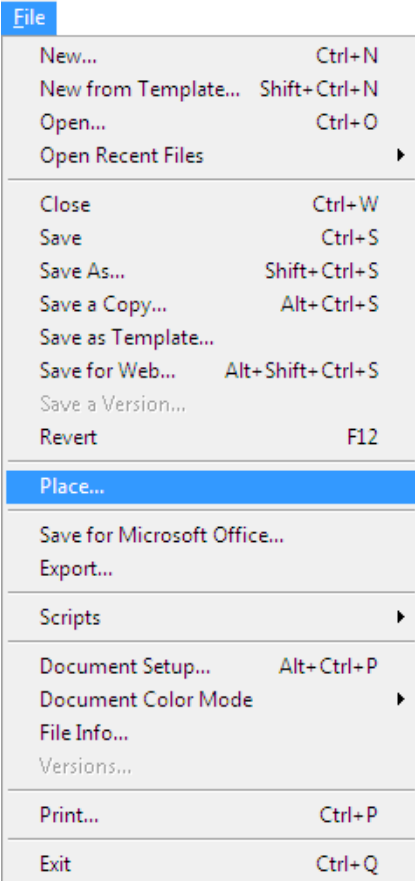 File
New... Ctrl+N
New from Template... Shift+Ctrl+N
Open... Ctrl+O
Open Recent Files
Close Ctrl+W
Save Ctrl+S
Save As... Shift+Ctrl+S
Save a Copy... Alt+Ctrl+S
Save as Template...
Save for Web... Alt+Shift+Ctrl+S
Save a Version...
Revert F12
Place...
Save for Microsoft Office...
Export...
Scripts
Document Setup... Alt+Ctrl+P
Document Color Mode
File Info...
Versions...
Print... Ctrl+P
Exit Ctrl+Q